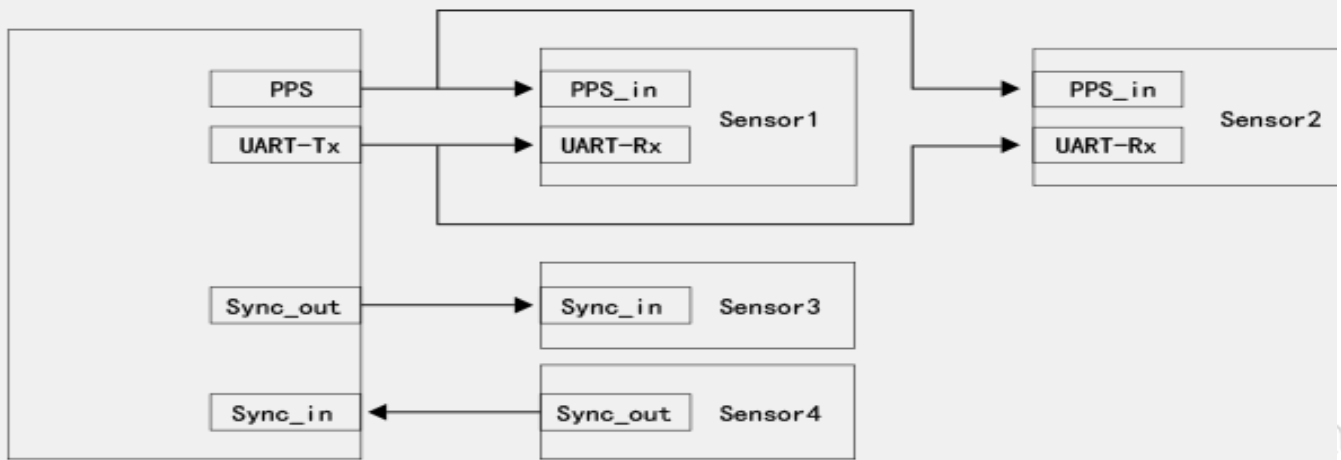 PPS
PPS_in
Sensor1
PPS_in
Sensor2
UART-Tx
UART-Rx
UART-Rx
Sync_out
Sync_in
Sensor3
Sync_in
Sync_out
Sensor4